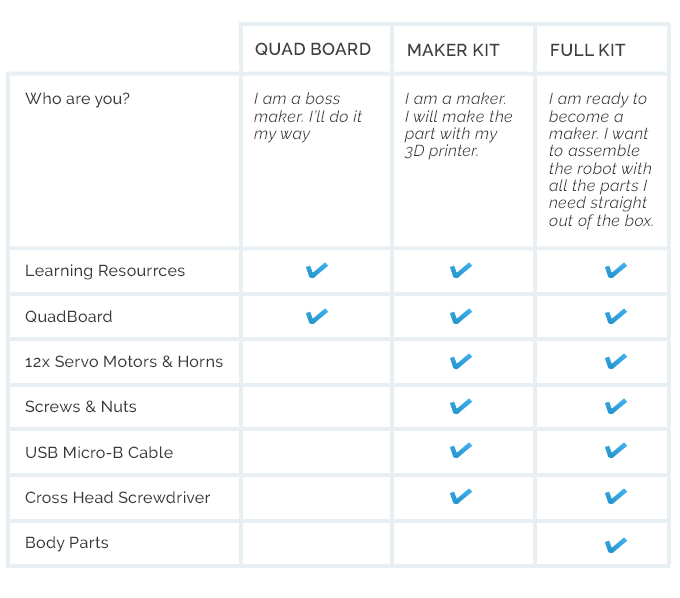 QUAD BOARD MAKER KIT FULL KIT
Who are you?
I am a boss
maker. I'll do it
my way
I am a maker.
I will make the
part with my
3D printer.
I am ready to
become a
maker. I want
to assemble
the robot with
all the parts I
need straight
out of the box.
Learning Resourrces ✔ ✔ ✔
QuadBoard ✔ ✔ ✔
12x Servo Motors & Horns ✔ ✔
Screws & Nuts ✔ ✔
USB Micro-B Cable ✔ ✔
Cross Head Screwdriver ✔ ✔
Body Parts ✔